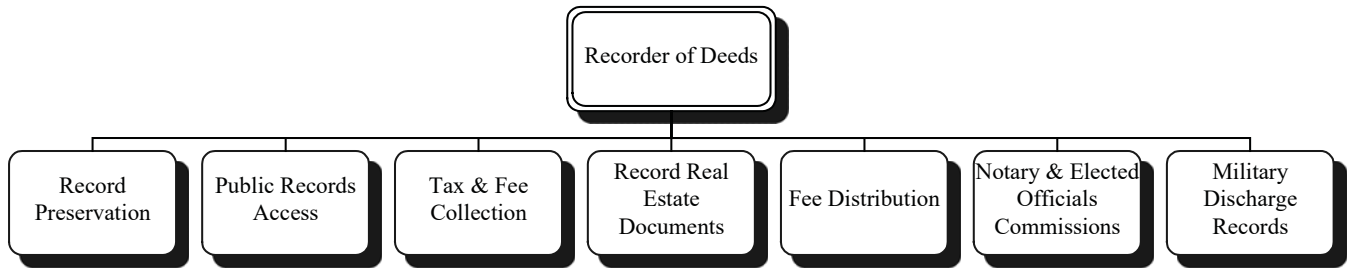 Recorder of Deeds
Record
Preservation
Public Records
Access
Tax & Fee
Collection
Record Real
Estate
Documents
Fee Distribution
Notary & Elected
Officials
Commissions
Military
Discharge
Records